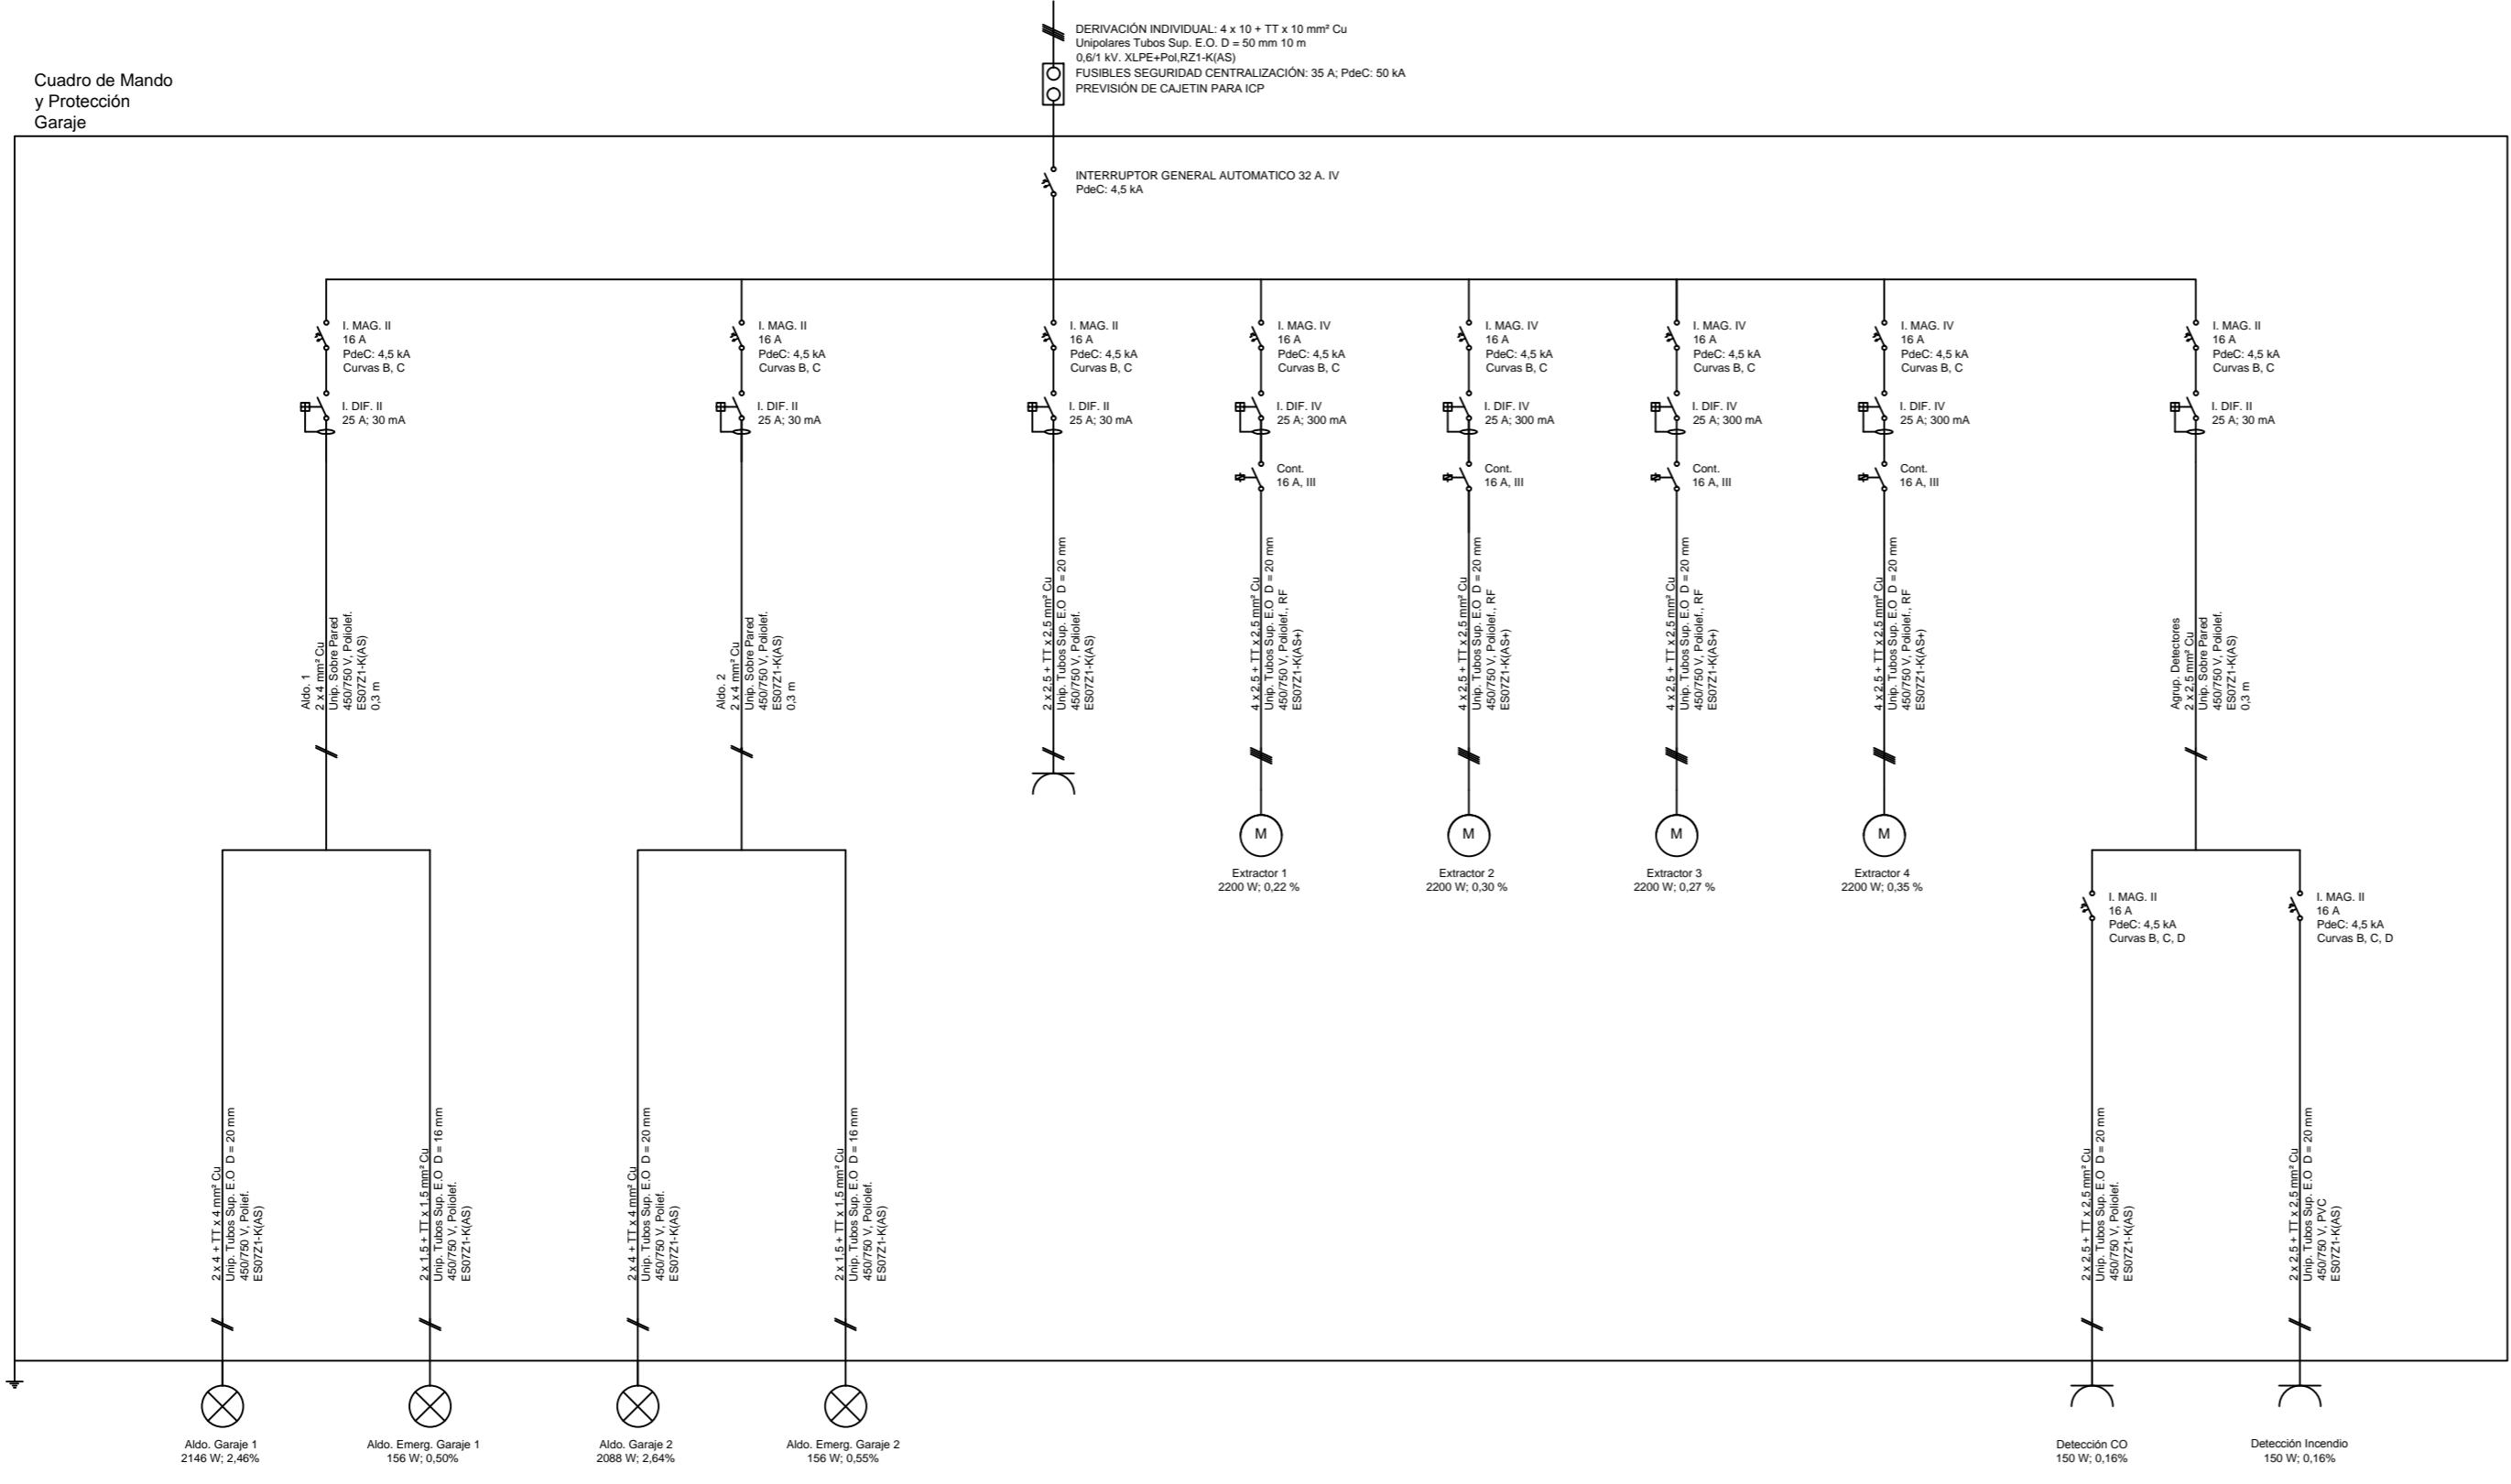 DERIVACIÓN INDIVIDUAL: 4 x 10 + TT x 10 mm² Cu
Unipolares Tubos Sup. E.O. D = 50 mm 10 m
0,6/1 kV. XLPE+Pol,RZ1-K(AS)
FUSIBLES SEGURIDAD CENTRALIZACIÓN: 35 A; PdeC: 50 kA
PREVISIÓN DE CAJETIN PARA ICP
Cuadro de Mando
y Protección
Garaje
INTERRUPTOR GENERAL AUTOMATICO 32 A. IV
PdeC: 4,5 kA
I. MAG. II
16 A
PdeC: 4,5 kA
Curvas B, C
I. DIF. II
25 A; 30 mA
Aldo. 1
2 x 4 mm² Cu
Unip. Sobre Pared
450/750 V, Poliolef.
ES07Z1-K(AS)
0,3 m
I. MAG. II
16 A
PdeC: 4,5 kA
Curvas B, C
I. DIF. II
25 A; 30 mA
Aldo. 2
2 x 4 mm² Cu
Unip. Sobre Pared
450/750 V, Poliolef.
ES07Z1-K(AS)
0,3 m
I. MAG. II
16 A
PdeC: 4,5 kA
Curvas B, C
I. DIF. II
25 A; 30 mA
2 x 2,5 + TT x 2,5 mm² Cu
Unip. Tubos Sup. E.O D = 20 mm
450/750 V, Poliolef.
ES07Z1-K(AS)
I. MAG. IV
16 A
PdeC: 4,5 kA
Curvas B, C
I. DIF. IV
25 A; 300 mA
Cont.
16 A, III
4 x 2,5 + TT x 2,5 mm² Cu
Unip. Tubos Sup. E.O D = 20 mm
450/750 V, Poliolef., RF
ES07Z1-K(AS+)
M
Extractor 1
2200 W; 0,22 %
I. MAG. IV
16 A
PdeC: 4,5 kA
Curvas B, C
I. DIF. IV
25 A; 300 mA
Cont.
16 A, III
4 x 2,5 + TT x 2,5 mm² Cu
Unip. Tubos Sup. E.O D = 20 mm
450/750 V, Poliolef., RF
ES07Z1-K(AS+)
M
Extractor 2
2200 W; 0,30 %
I. MAG. IV
16 A
PdeC: 4,5 kA
Curvas B, C
I. DIF. IV
25 A; 300 mA
Cont.
16 A, III
4 x 2,5 + TT x 2,5 mm² Cu
Unip. Tubos Sup. E.O D = 20 mm
450/750 V, Poliolef., RF
ES07Z1-K(AS+)
M
Extractor 3
2200 W; 0,27 %
I. MAG. IV
16 A
PdeC: 4,5 kA
Curvas B, C
I. DIF. IV
25 A; 300 mA
Cont.
16 A, III
4 x 2,5 + TT x 2,5 mm² Cu
Unip. Tubos Sup. E.O D = 20 mm
450/750 V, Poliolef., RF
ES07Z1-K(AS+)
M
Extractor 4
2200 W; 0,35 %
I. MAG. II
16 A
PdeC: 4,5 kA
Curvas B, C
I. DIF. II
25 A; 30 mA
Agrup. Detectores
2 x 2,5 mm² Cu
Unip. Sobre Pared
450/750 V, Poliolef.
ES07Z1-K(AS)
0,3 m
I. MAG. II
16 A
PdeC: 4,5 kA
Curvas B, C, D
I. MAG. II
16 A
PdeC: 4,5 kA
Curvas B, C, D
2 x 4 + TT x 4 mm² Cu
Unip. Tubos Sup. E.O D = 20 mm
450/750 V, Polief.
ES07Z1-K(AS)
2 x 1,5 + TT x 1,5 mm² Cu
Unip. Tubos Sup. E.O D = 16 mm
450/750 V, Poliolef.
ES07Z1-K(AS)
2 x 4 + TT x 4 mm² Cu
Unip. Tubos Sup. E.O D = 20 mm
450/750 V, Polief.
ES07Z1-K(AS)
2 x 1,5 + TT x 1,5 mm² Cu
Unip. Tubos Sup. E.O D = 16 mm
450/750 V, Poliolef.
ES07Z1-K(AS)
2 x 2,5 + TT x 2,5 mm² Cu
Unip. Tubos Sup. E.O D = 20 mm
450/750 V, Poliolef.
ES07Z1-K(AS)
2 x 2,5 + TT x 2,5 mm² Cu
Unip. Tubos Sup. E.O D = 20 mm
450/750 V, PVC
ES07Z1-K(AS)
Aldo. Garaje 1
2146 W; 2,46%
Aldo. Emerg. Garaje 1
156 W; 0,50%
Aldo. Garaje 2
2088 W; 2,64%
Aldo. Emerg. Garaje 2
156 W; 0,55%
Detección CO
150 W; 0,16%
Detección Incendio
150 W; 0,16%